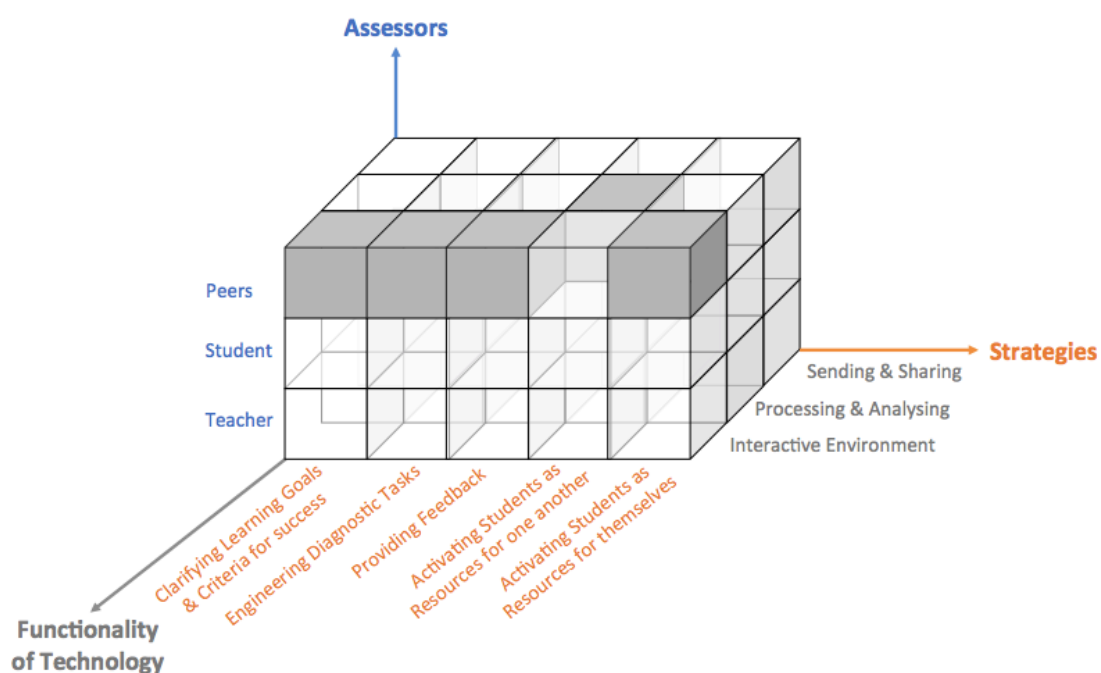 Assessors
Peers
Student
Teacher
Strategies
Sending & Sharing
Processing & Analysing
Interactive Environment
Clarifying Learning Goals
& Criteria for success
Engineering Diagnostic Tasks
Providing Feedback
Activating Students as
Resources for one another
Activating Students as
Resources for themselves
Functionality
of Technology